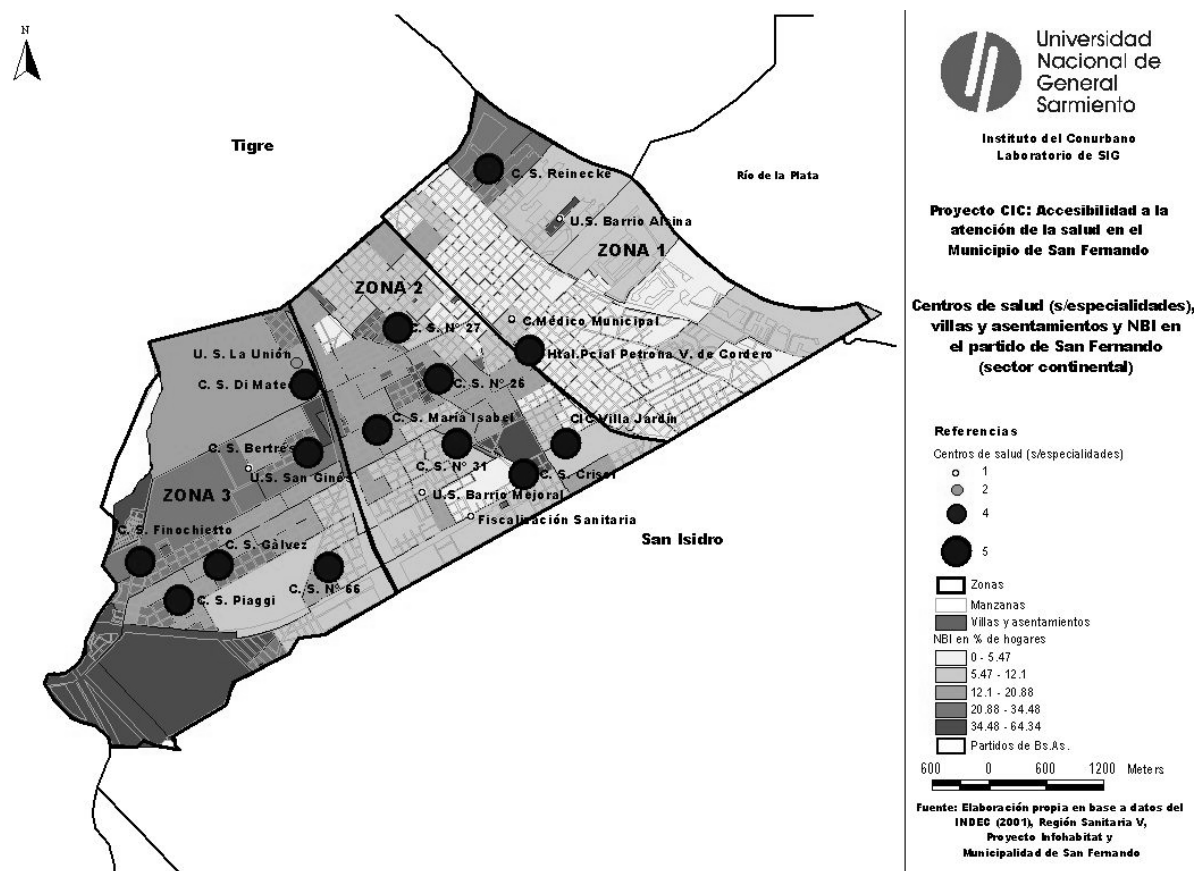 N
Tigre
C. S. Reinecke
Río de la Plata
U.S. Barrio Alsina
ZONA 1
ZONA 2
C. S. N° 27
C.Médico Municipal
U. S. La Unión
Htal.Pcial Petrona V. de Cordero
C. S. Di Mateo
C. S. N° 26
C. S. María Isabel
CIC Villa Jardín
C. S. Bertres
C. S. N° 31
U.S. San Ginés
C. S. Crisol
ZONA 3
U.S. Barrio Mejoral
Fiscalización Sanitaria
C. S. Finochietto
San Isidro
C. S. Gálvez
C. S. N° 66
C. S. Piaggi
Universidad
Nacional de
General
Sarmiento
Instituto del Conurbano
Laboratorio de SIG
Proyecto CIC: Accesibilidad a la
atención de la salud en el
Municipio de San Fernando
Centros de salud (s/especialidades),
villas y asentamientos y NBI en
el partido de San Fernando
(sector continental)
Referencias
Centros de salud (s/especialidades)
1
2
4
5
Zonas
Manzanas
Villas y asentamientos
NBI en % de hogares
0 - 5.47
5.47 - 12.1
12.1 - 20.88
20.88 - 34.48
34.48 - 64.34
Partidos de Bs.As.
600 0 600 1200 Meters
Fuente: Elaboración propia en base a datos del
INDEC (2001), Región Sanitaria V,
Proyecto Infohabitat y
Municipalidad de San Fernando